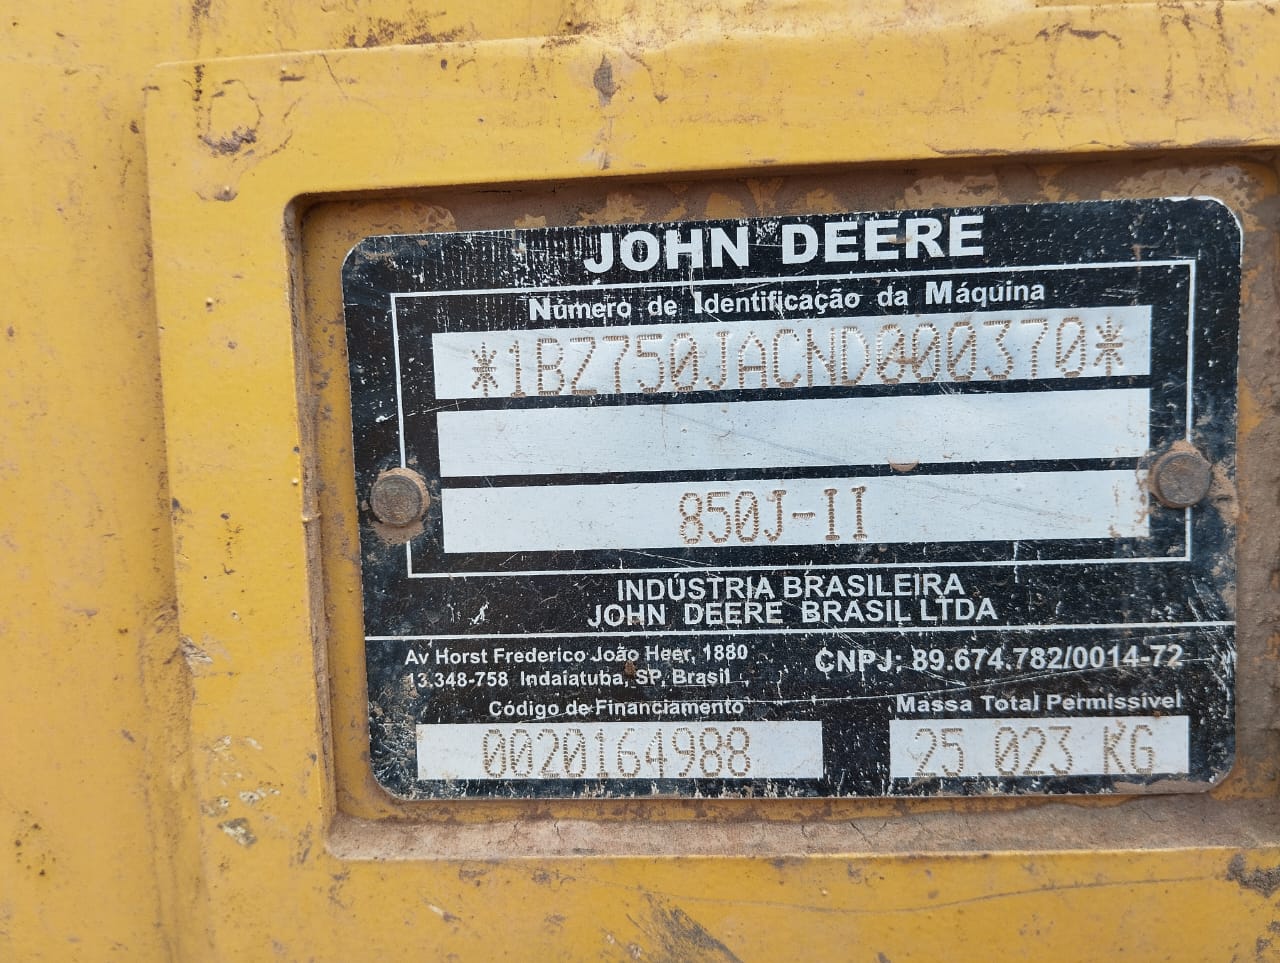 JOHN DEERE
Número de Identificação da Máquina
*1BZ750JACND000370*
850J-II
INDÚSTRIA BRASILEIRA
JOHN DEERE BRASIL LTDA
Av Horst Frederico João Heer, 1880
13.348-758 Indaiatuba, SP, Brasil
CNPJ: 89.674.782/0014-72
Código de Financiamento
0020164988
Massa Total Permissível
25 023 KG